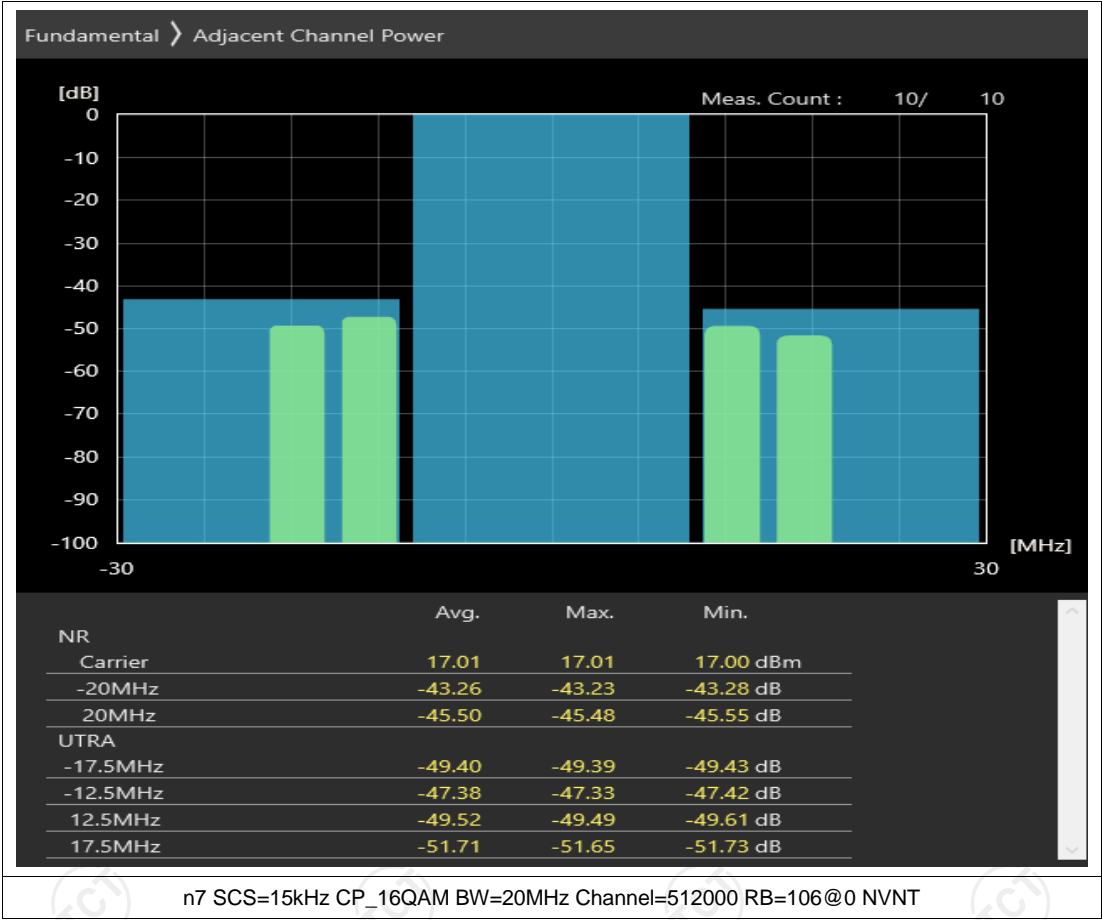 Fundamental 》 Adjacent Channel Power
[dB]
Meas. Count : 10/ 10
0
-10
-20
-30
-40
-50
-60
-70
-80
-90
-100
[MHz]
-30 30
Avg. Max. Min.
NR
Carrier 17.01 17.01 17.00 dBm
-20MHz -43.26 -43.23 -43.28 dB
20MHz -45.50 -45.48 -45.55 dB
UTRA
-17.5MHz -49.40 -49.39 -49.43 dB
-12.5MHz -47.38 -47.33 -47.42 dB
12.5MHz -49.52 -49.49 -49.61 dB
17.5MHz -51.71 -51.65 -51.73 dB
n7 SCS=15kHz CP_16QAM BW=20MHz Channel=512000 RB=106@0 NVNT
TCT TCT TCT TCT